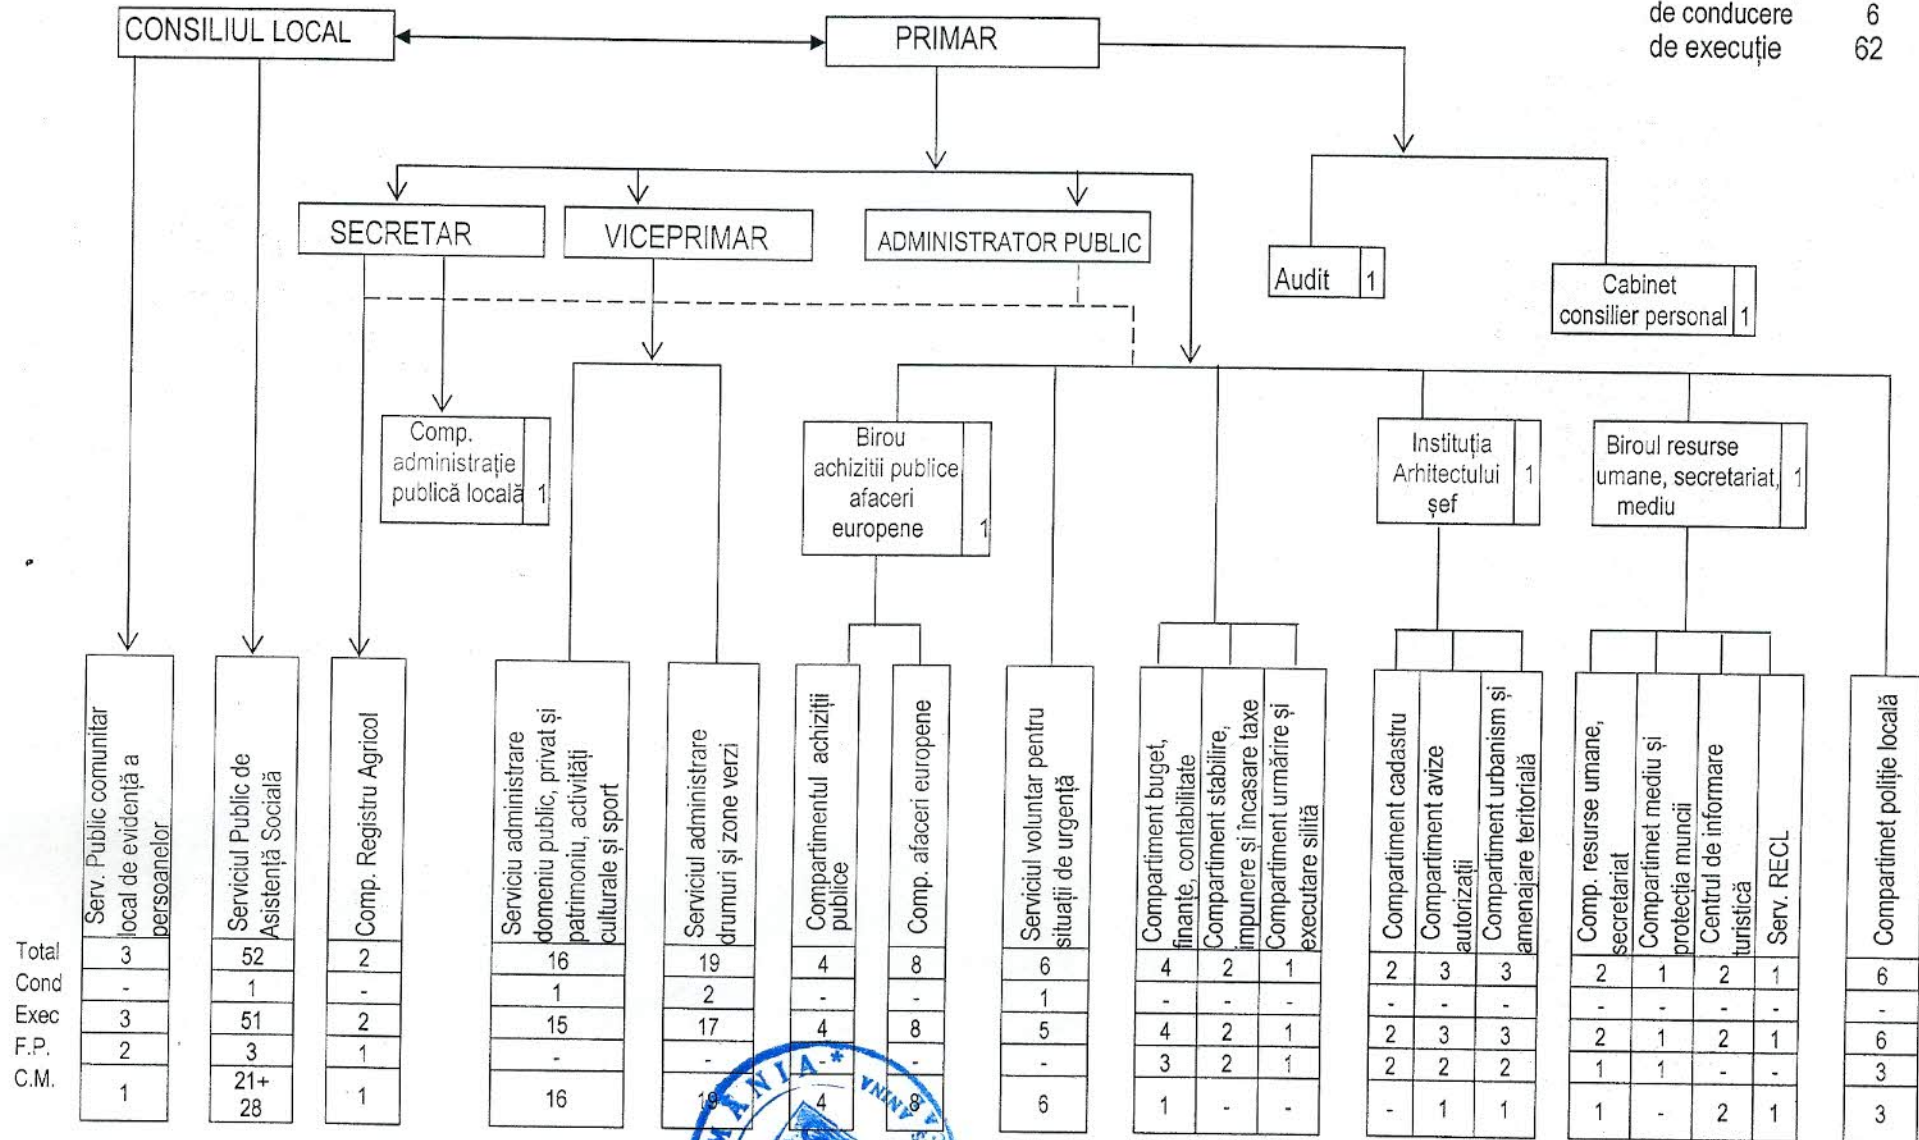 CONSILIUL LOCAL
PRIMAR
de conducere 6
de execuție 62
SECRETAR
VICEPRIMAR
ADMINISTRATOR PUBLIC
Audit 1
Cabinet
consilier personal 1
Comp.
administrație
publică locală 1
Birou
achizitii publice,
afaceri
europene 1
Instituția
Arhitectului 1
șef
Biroul resurse
umane, secretariat, 1
mediu
Serv. Public comunitar
local de evidență a
persoanelor
Serviciul Public de
Asistență Socială
Comp. Registru Agricol
Serviciu administrare
domeniu public, privat și
patrimoniu, activități
culturale și sport
Serviciul administrare
drumuri și zone verzi
Compartimentul achiziții
publice
Comp. afaceri europene
Serviciul voluntar pentru
situații de urgență
Compartiment buget,
finanțe, contabilitate
Compartiment stabilire,
impunere și încasare taxe
Compartiment urmărire și
executare silită
Compartiment cadastru
Compartiment avize
autorizații
Compartiment urbanism și
amenajare teritorială
Comp. resurse umane,
secretariat
Compartimet mediu și
protecția muncii
Centrul de informare
turistică
Serv. RECL
Compartimet poliție locală
Total 3 52 2 16 19 4 8 6 4 2 1 2 3 3 2 1 2 1 6
Cond - 1 - 1 2 - - 1 - - - - - - - - - - -
Exec 3 51 2 15 17 4 8 5 4 2 1 2 3 3 2 1 2 1 6
F.P. 2 3 1 - - - - - 3 2 1 2 2 2 1 1 - - 3
C.M. 1 21+ 1 16 19 4 8 6 1 - - - 1 1 1 - 2 1 3
28
MÂNIA * ANINA